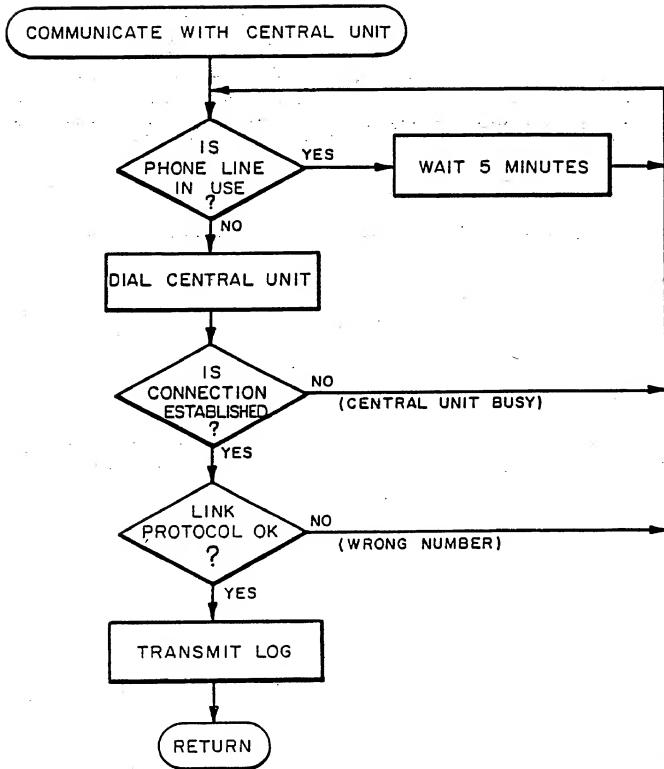 COMMUNICATE WITH CENTRAL UNIT
IS
PHONE LINE
IN USE
?
YES
WAIT 5 MINUTES
NO
DIAL CENTRAL UNIT
IS
CONNECTION
ESTABLISHED
?
NO
(CENTRAL UNIT BUSY)
YES
LINK
PROTOCOL OK
?
NO
(WRONG NUMBER)
YES
TRANSMIT LOG
RETURN